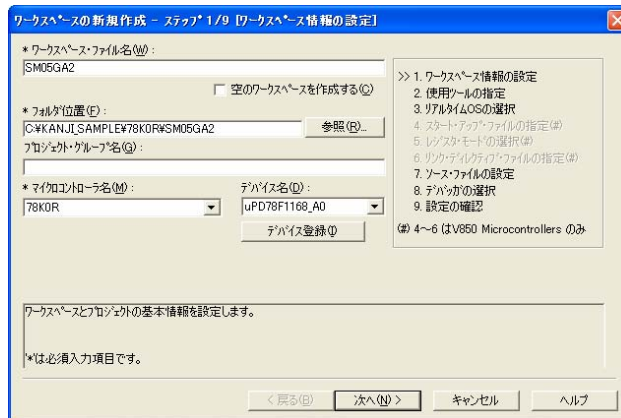 ワークスペースの新規作成 - ステップ 1/9 [ワークスペース情報の設定]
* ワークスペース・ファイル名(W) :
SM05GA2
空のワークスペースを作成する(C)
* フォルダ位置(F) :
C:¥KANJI_SAMPLE¥78K0R¥SM05GA2
参照(R)...
プロジェクト・グループ名(G) :
* マイクロコントローラ名(M) :
デバイス名(D) :
78K0R
uPD78F1168_A0
デバイス登録(I)
>> 1. ワークスペース情報の設定
2. 使用ツールの指定
3. リアルタイムOSの選択
4. スタート・アップ・ファイルの指定(#)
5. レジスタ・モードの選択(#)
6. リンク・ディレクティブ・ファイルの指定(#)
7. ソース・ファイルの設定
8. デバッガの選択
9. 設定の確認
(#) 4~6 はV850 Microcontrollers のみ
ワークスペースとプロジェクトの基本情報を設定します。
'*'は必須入力項目です。
< 戻る(B)
次へ(N) >
キャンセル
ヘルプ